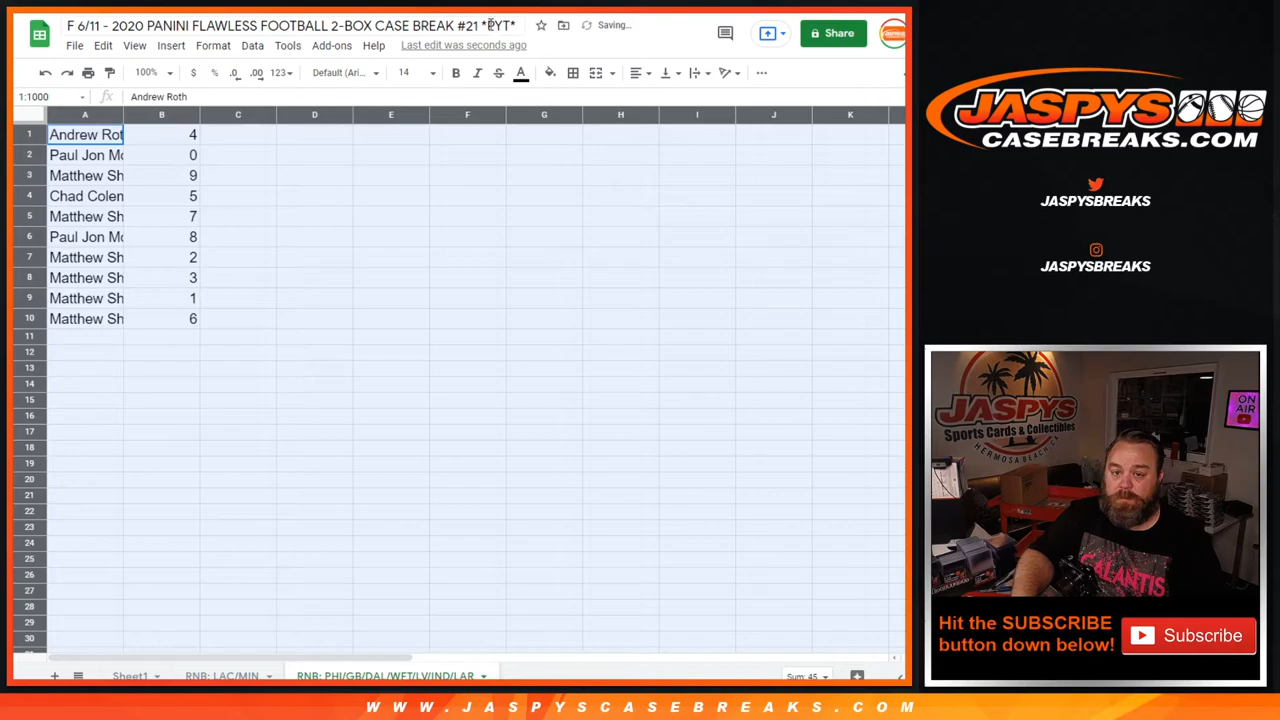 F 6/11 - 2020 PANINI FLAWLESS FOOTBALL 2-BOX CASE BREAK #21 *PYT*
Saving...
File Edit View Insert Format Data Tools Add-ons Help Last edit was seconds ago
Share
100% $ % .0 .00 123 Default (Ari... 14 B I S A
1:1000 fx Andrew Roth
A B C D E F G H I J K
1 Andrew Rot 4
2 Paul Jon Mc 0
3 Matthew Sh 9
4 Chad Colem 5
5 Matthew Sh 7
6 Paul Jon Mc 8
7 Matthew Sh 2
8 Matthew Sh 3
9 Matthew Sh 1
10 Matthew Sh 6
11
12
13
14
15
16
17
18
19
20
21
22
23
24
25
26
27
28
29
30
Sheet1 RNB: LAC/MIN RNB: PHI/GB/DAL/WFT/LV/IND/LAR Sum: 45
JASPYS
CASEBREAKS.COM
JASPYSBREAKS
JASPYSBREAKS
JASPYS
Sports Cards & Collectibles
HERMOSA BEACH, CA
ON
AIR
GALANTIS
Hit the SUBSCRIBE
button down below!
Subscribe
WWW.JASPYSCASEBREAKS.COM